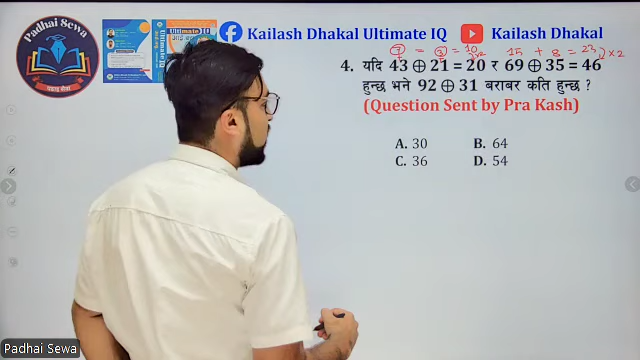 Padhai Sewa
पढाइ सेवा
Ultimate IQ
Kailash Dhakal Ultimate IQ
Kailash Dhakal
15 + 8 = 23
4. यदि 43 ⊕ 21 = 20 र 69 ⊕ 35 = 46
हुन्छ भने 92 ⊕ 31 बराबर कति हुन्छ ?
(Question Sent by Pra Kash)
A. 30 B. 64
C. 36 D. 54
Padhai Sewa